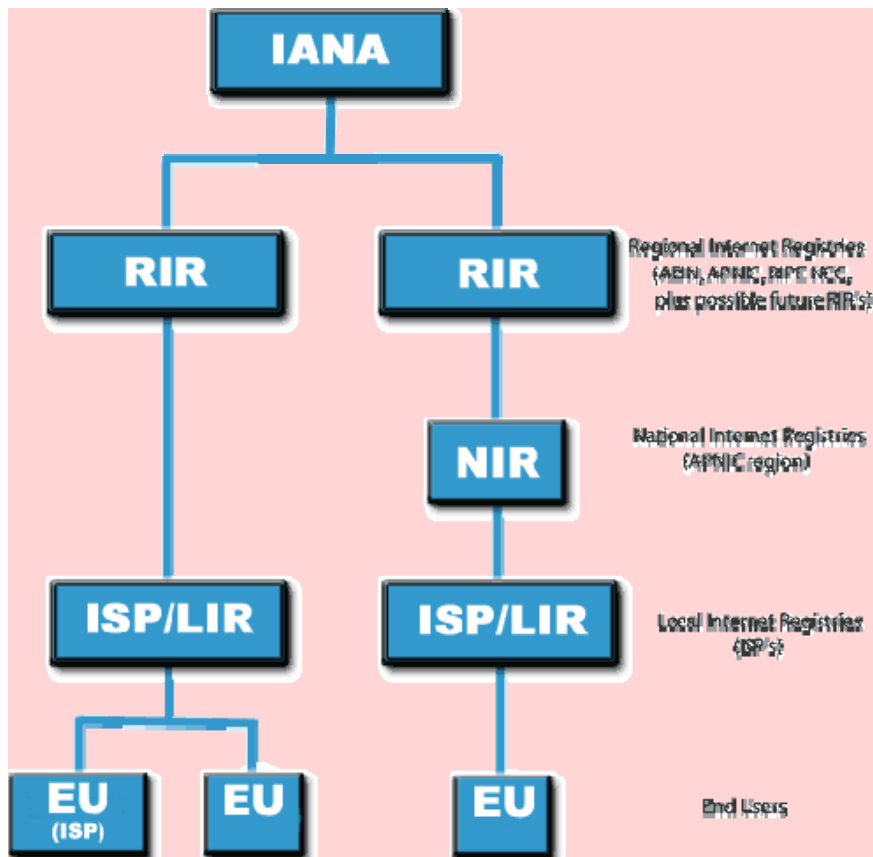 IANA
RIR
RIR
Regional Internet Registries
(ARIN, APNIC, RIPE NCC,
plus possible future RIR's)
NIR
National Internet Registries
(APNIC region)
ISP/LIR
ISP/LIR
Local Internet Registries
(ISP's)
EU
(ISP)
EU
EU
End Users